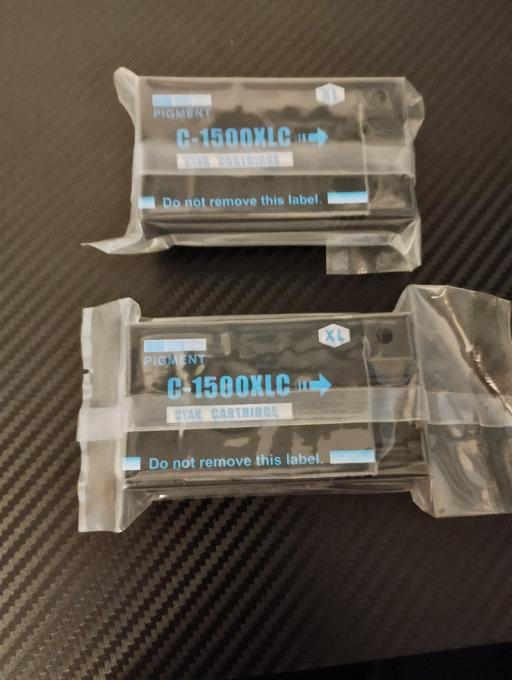 XL
PIGMENT
C-1500XLC
CYAN CARTRIDGE
Do not remove this label.
XL
PIGMENT
C-1500XLC
CYAN CARTRIDGE
Do not remove this label.